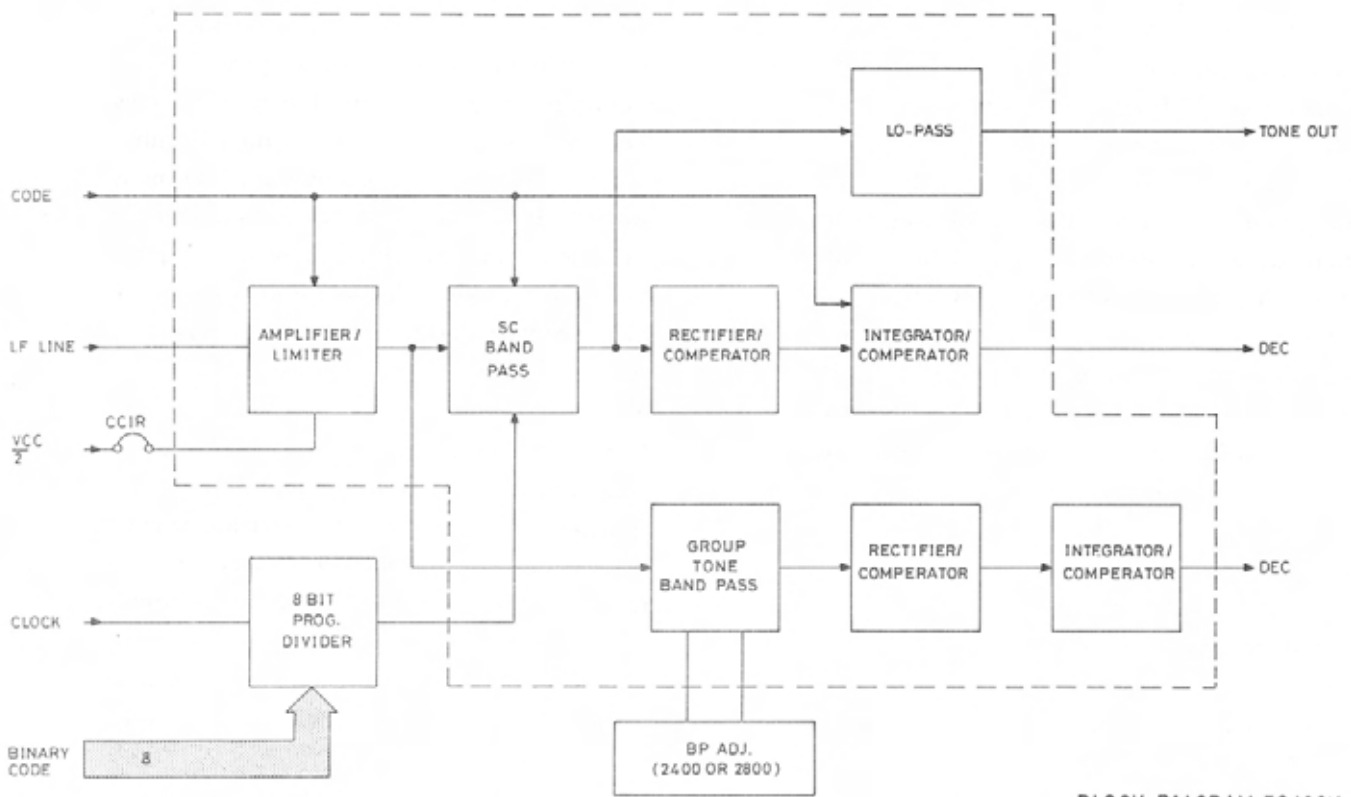 LO-PASS
TONE OUT
CODE
LF LINE
AMPLIFIER/
LIMITER
SC
BAND
PASS
RECTIFIER/
COMPERATOR
INTEGRATOR/
COMPERATOR
DEC
CCIR
VCC
2
GROUP
TONE
BAND PASS
RECTIFIER/
COMPERATOR
INTEGRATOR/
COMPERATOR
DEC
CLOCK
8 BIT
PROG.
DIVIDER
BINARY
CODE
8
BP ADJ.
(2400 OR 2800)